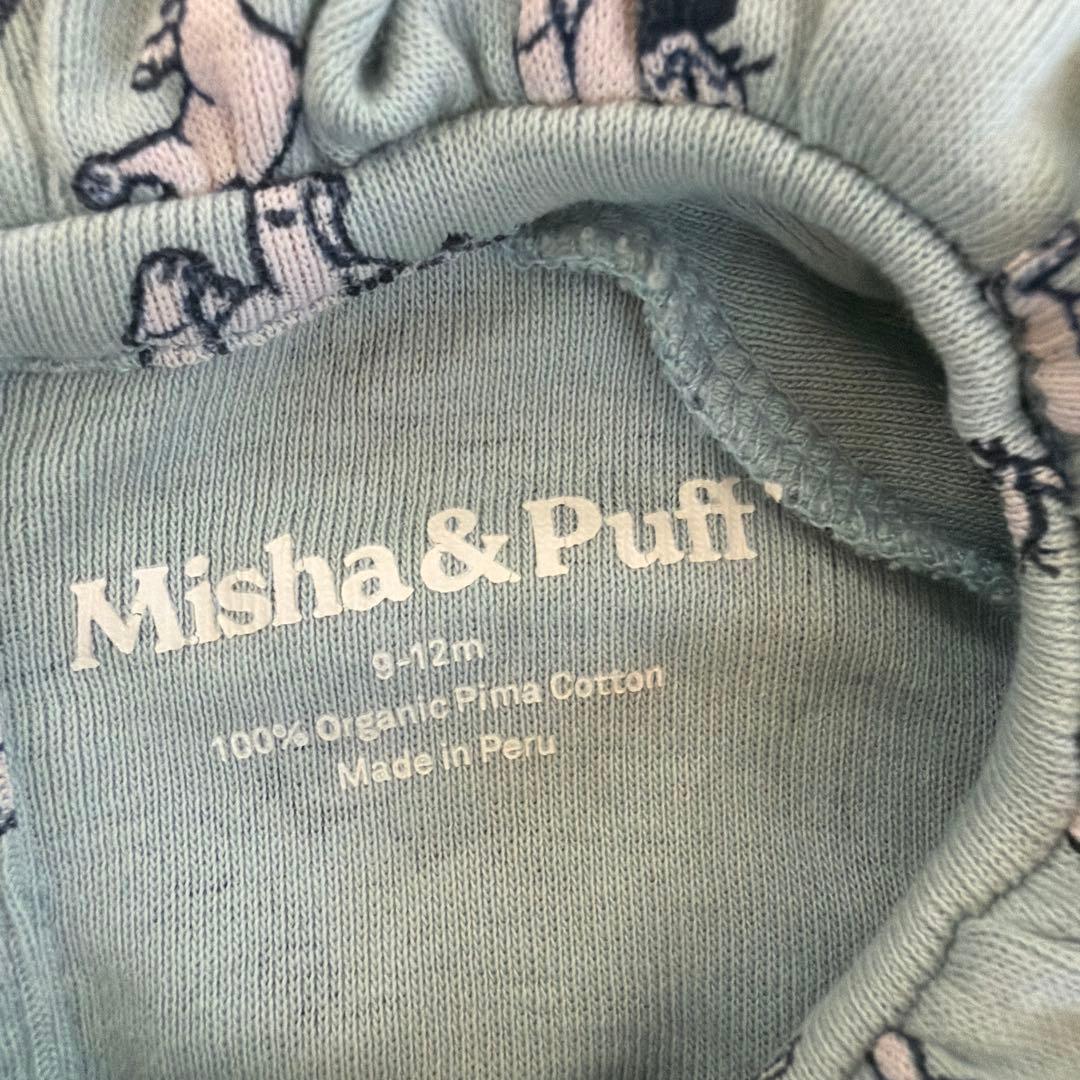 Misha & Puff
9-12m
100% Organic Pima Cotton
Made in Peru